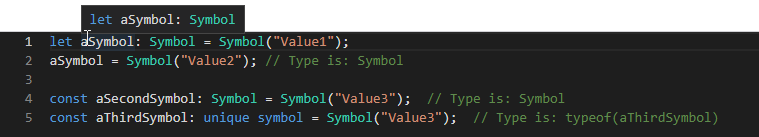 let aSymbol: Symbol
1 let aSymbol: Symbol = Symbol("Value1");
2 aSymbol = Symbol("Value2"); // Type is: Symbol
3
4 const aSecondSymbol: Symbol = Symbol("Value3");  // Type is: Symbol
5 const aThirdSymbol: unique symbol = Symbol("Value3");  // Type is: typeof(aThirdSymbol)